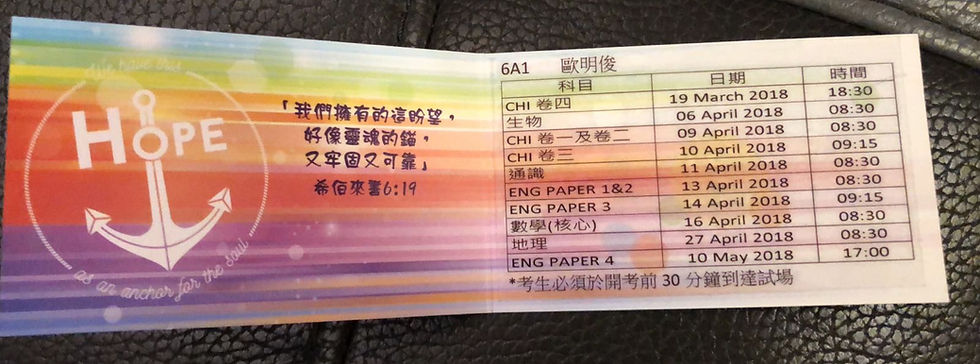 We have this
HOPE
as an anchor for the soul
「我們擁有的這盼望，
好像靈魂的錨，
又牢固又可靠」
希伯來書6:19
6A1 歐明俊
科目 日期 時間
CHI 卷四 19 March 2018 18:30
生物 06 April 2018 08:30
CHI 卷一及卷二 09 April 2018 08:30
CHI 卷三 10 April 2018 09:15
通識 11 April 2018 08:30
ENG PAPER 1&2 13 April 2018 08:30
ENG PAPER 3 14 April 2018 09:15
數學(核心) 16 April 2018 08:30
地理 27 April 2018 08:30
ENG PAPER 4 10 May 2018 17:00
*考生必須於開考前 30 分鐘到達試場